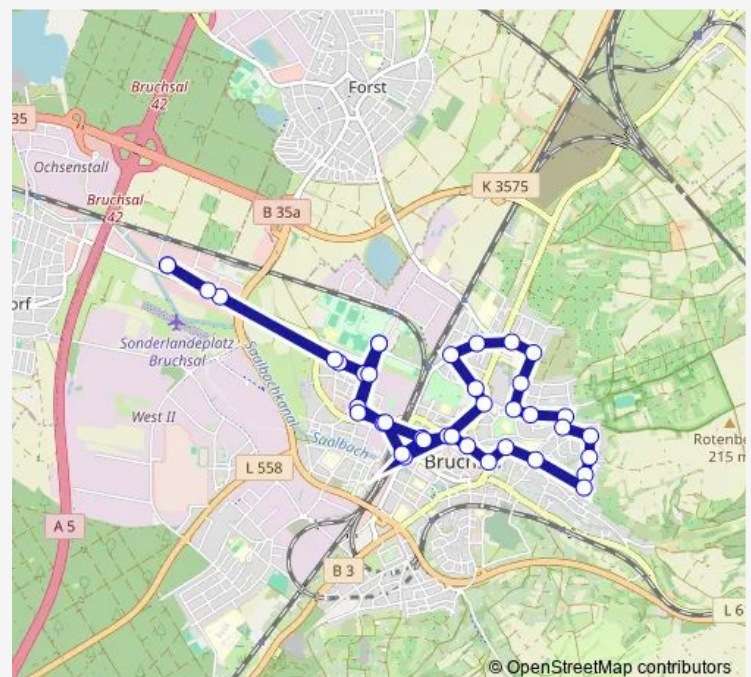 Forst
Bruchsal
42
35
Ochsenstall
K 3575
Bruchsal
42
B 35a
orf
Sonderlandeplatz
Bruchsal
Saalbachkanal
West II
Saalbach
Rotenbe
215 m
L 558
Bruch
A 5
B 3
L 6
© OpenStreetMap contributors